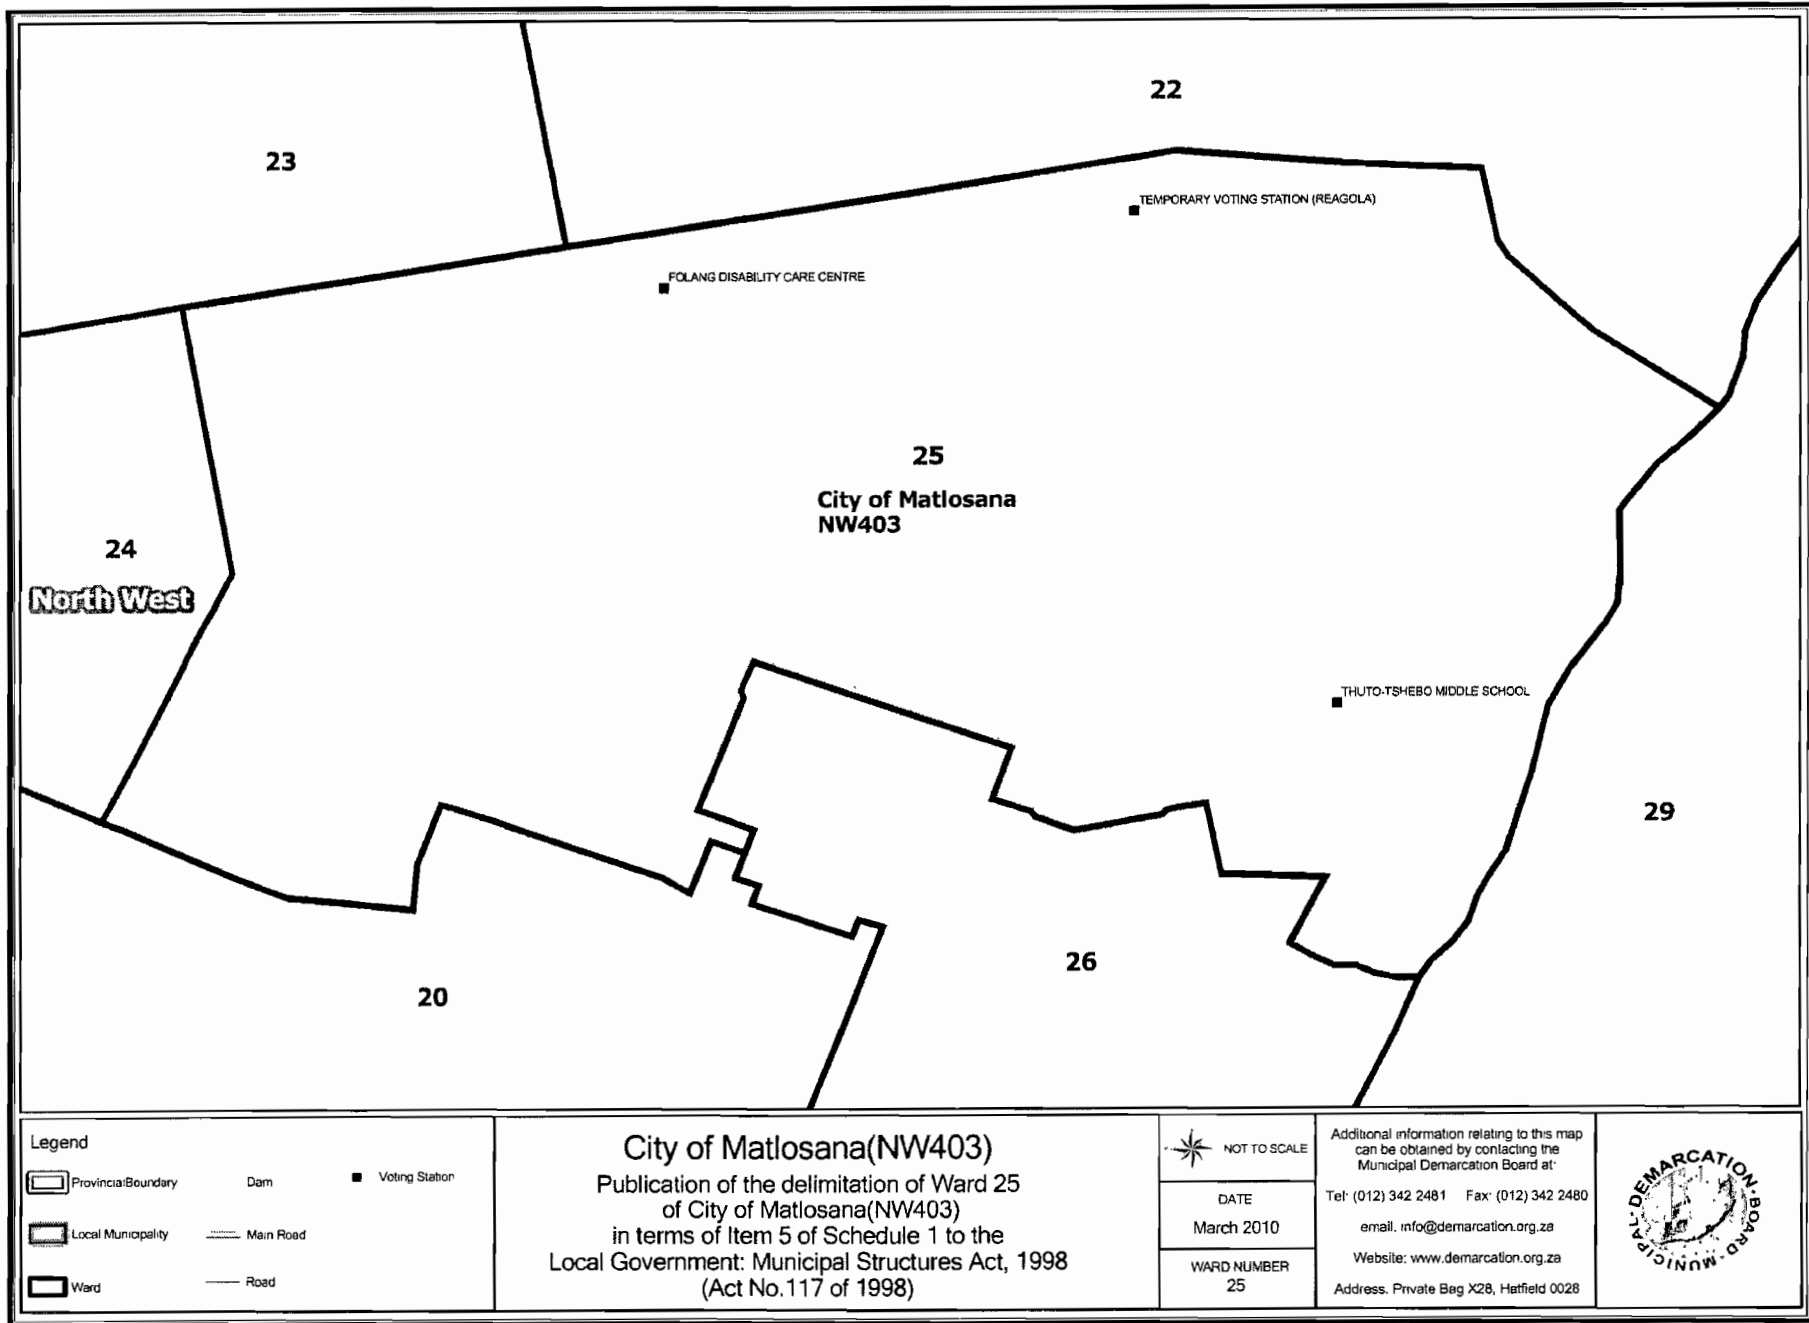 22
23
TEMPORARY VOTING STATION (REAGOLA)
FOLANG DISABILITY CARE CENTRE
25
City of Matlosana
NW403
24
North West
THUTO-TSHEBO MIDDLE SCHOOL
29
26
20
Legend
Provincial Boundary
Dam
Voting Station
Local Municipality
Main Road
Ward
Road
City of Matlosana(NW403)
Publication of the delimitation of Ward 25
of City of Matlosana(NW403)
in terms of Item 5 of Schedule 1 to the
Local Government: Municipal Structures Act, 1998
(Act No.117 of 1998)
NOT TO SCALE
DATE
March 2010
WARD NUMBER
25
Additional information relating to this map
can be obtained by contacting the
Municipal Demarcation Board at:
Tel: (012) 342 2481 Fax: (012) 342 2480
email. info@demarcation.org.za
Website: www.demarcation.org.za
Address. Private Bag X28, Hatfield 0028
MUNICIPAL DEMARCATION BOARD